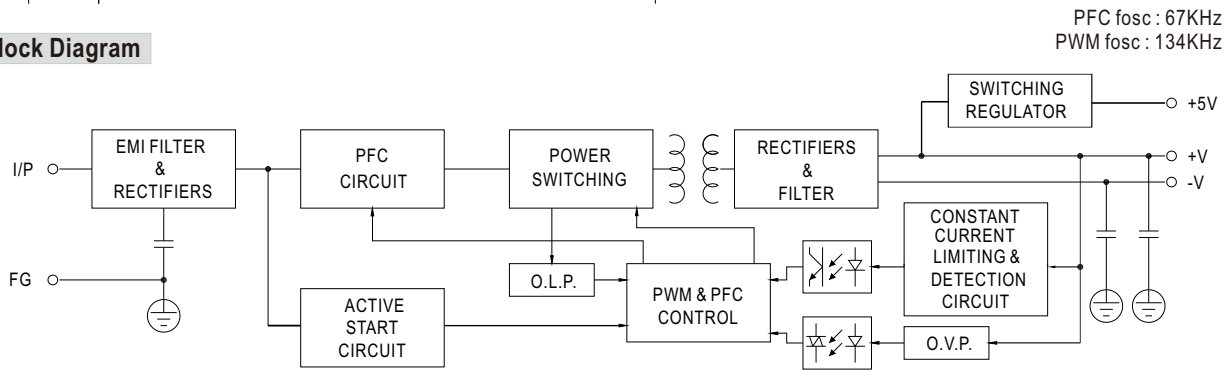 PFC fosc : 67KHz
PWM fosc : 134KHz
lock Diagram
SWITCHING
REGULATOR
+5V
I/P
EMI FILTER
&
RECTIFIERS
PFC
CIRCUIT
POWER
SWITCHING
RECTIFIERS
&
FILTER
+V
-V
CONSTANT
CURRENT
LIMITING &
DETECTION
CIRCUIT
FG
O.L.P.
PWM & PFC
CONTROL
ACTIVE
START
CIRCUIT
O.V.P.